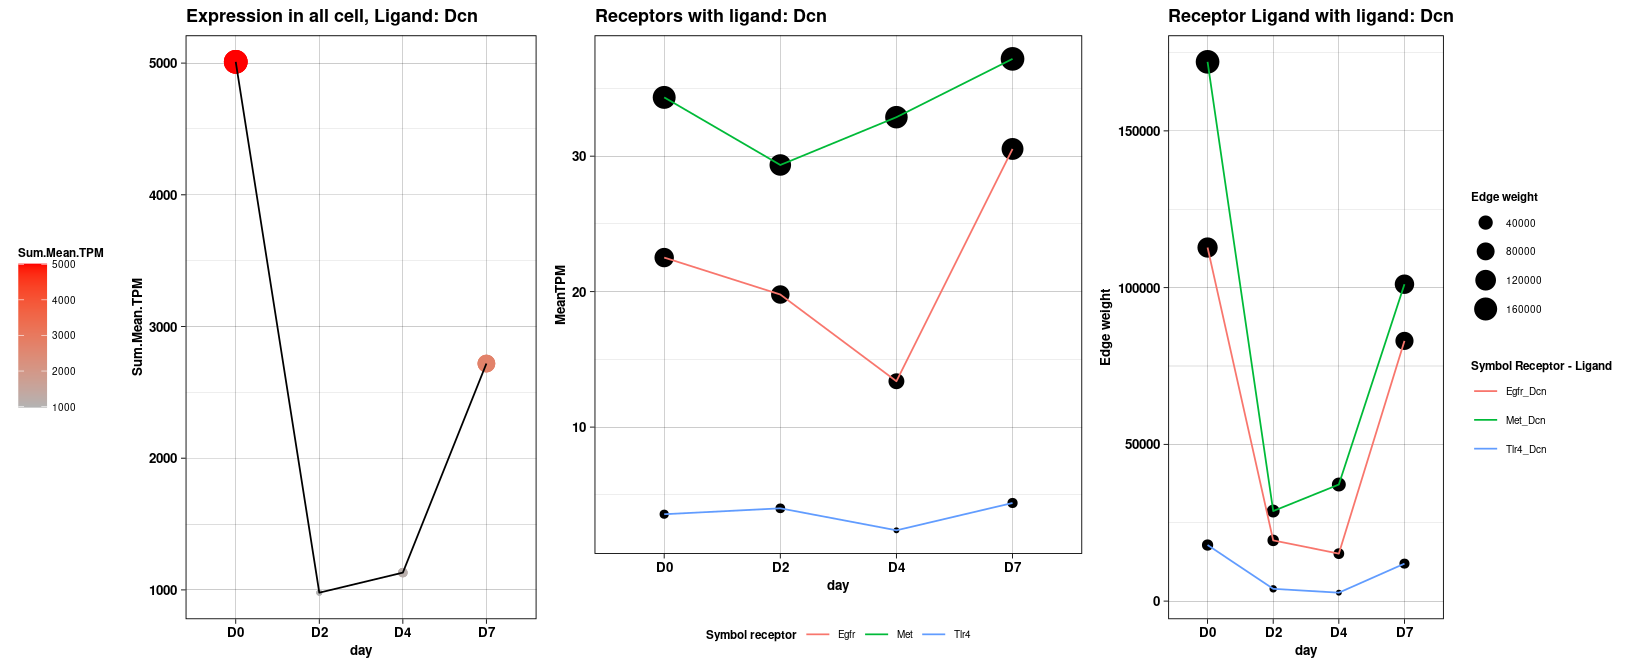 Expression in all cell, Ligand: Dcn
Sum.Mean.TPM
5000
4000
3000
2000
1000
Sum.Mean.TPM
5000
4000
3000
2000
1000
D0 D2 D4 D7
day
Receptors with ligand: Dcn
MeanTPM
30
20
10
D0 D2 D4 D7
day
Symbol receptor Egfr Met Tlr4
Receptor Ligand with ligand: Dcn
Edge weight
150000
100000
50000
0
D0 D2 D4 D7
day
Edge weight
40000
80000
120000
160000
Symbol Receptor - Ligand
Egfr_Dcn
Met_Dcn
Tlr4_Dcn